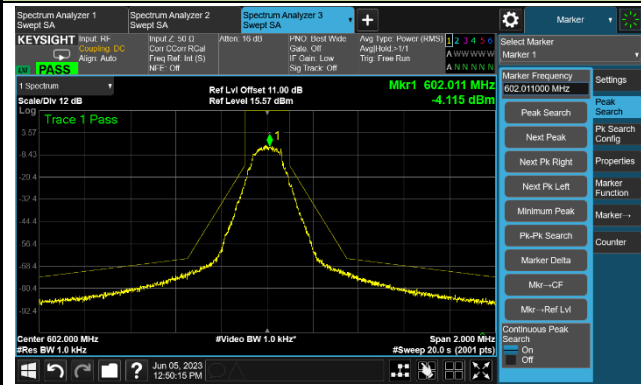 Spectrum Analyzer 1
Swept SA
Spectrum Analyzer 2
Swept SA
Spectrum Analyzer 3
Swept SA
Marker
KEYSIGHT
Input: RF
Coupling: DC
Align: Auto
Input Z: 50 Ω
Corr CCorr RCal
Freq Ref: Int (S)
NFE: Off
Atten: 16 dB
PNO: Best Wide
Gate: Off
IF Gain: Low
Sig Track: Off
Avg Type: Power (RMS)
Avg|Hold:>1/1
Trig: Free Run
1 2 3 4 5 6
A W W W W W
A N N N N N
LXI
PASS
Select Marker
Marker 1
1 Spectrum
Scale/Div 12 dB
Ref Lvl Offset 11.00 dB
Ref Level 15.57 dBm
Mkr1 602.011 MHz
-4.115 dBm
Log
Trace 1 Pass
1
3.57
-8.43
-20.4
-32.4
-44.4
-56.4
-68.4
-80.4
-92.4
Center 602.000 MHz
#Res BW 1.0 kHz
#Video BW 1.0 kHz*
Span 2.000 MHz
#Sweep 20.0 s (2001 pts)
Marker Frequency
602.011000 MHz
Peak Search
Next Peak
Next Pk Right
Next Pk Left
Minimum Peak
Pk-Pk Search
Marker Delta
Mkr→CF
Mkr→Ref Lvl
Continuous Peak
Search
On
Off
Settings
Peak
Search
Pk Search
Config
Properties
Marker
Function
Marker→
Counter
?
Jun 05, 2023
12:50:15 PM